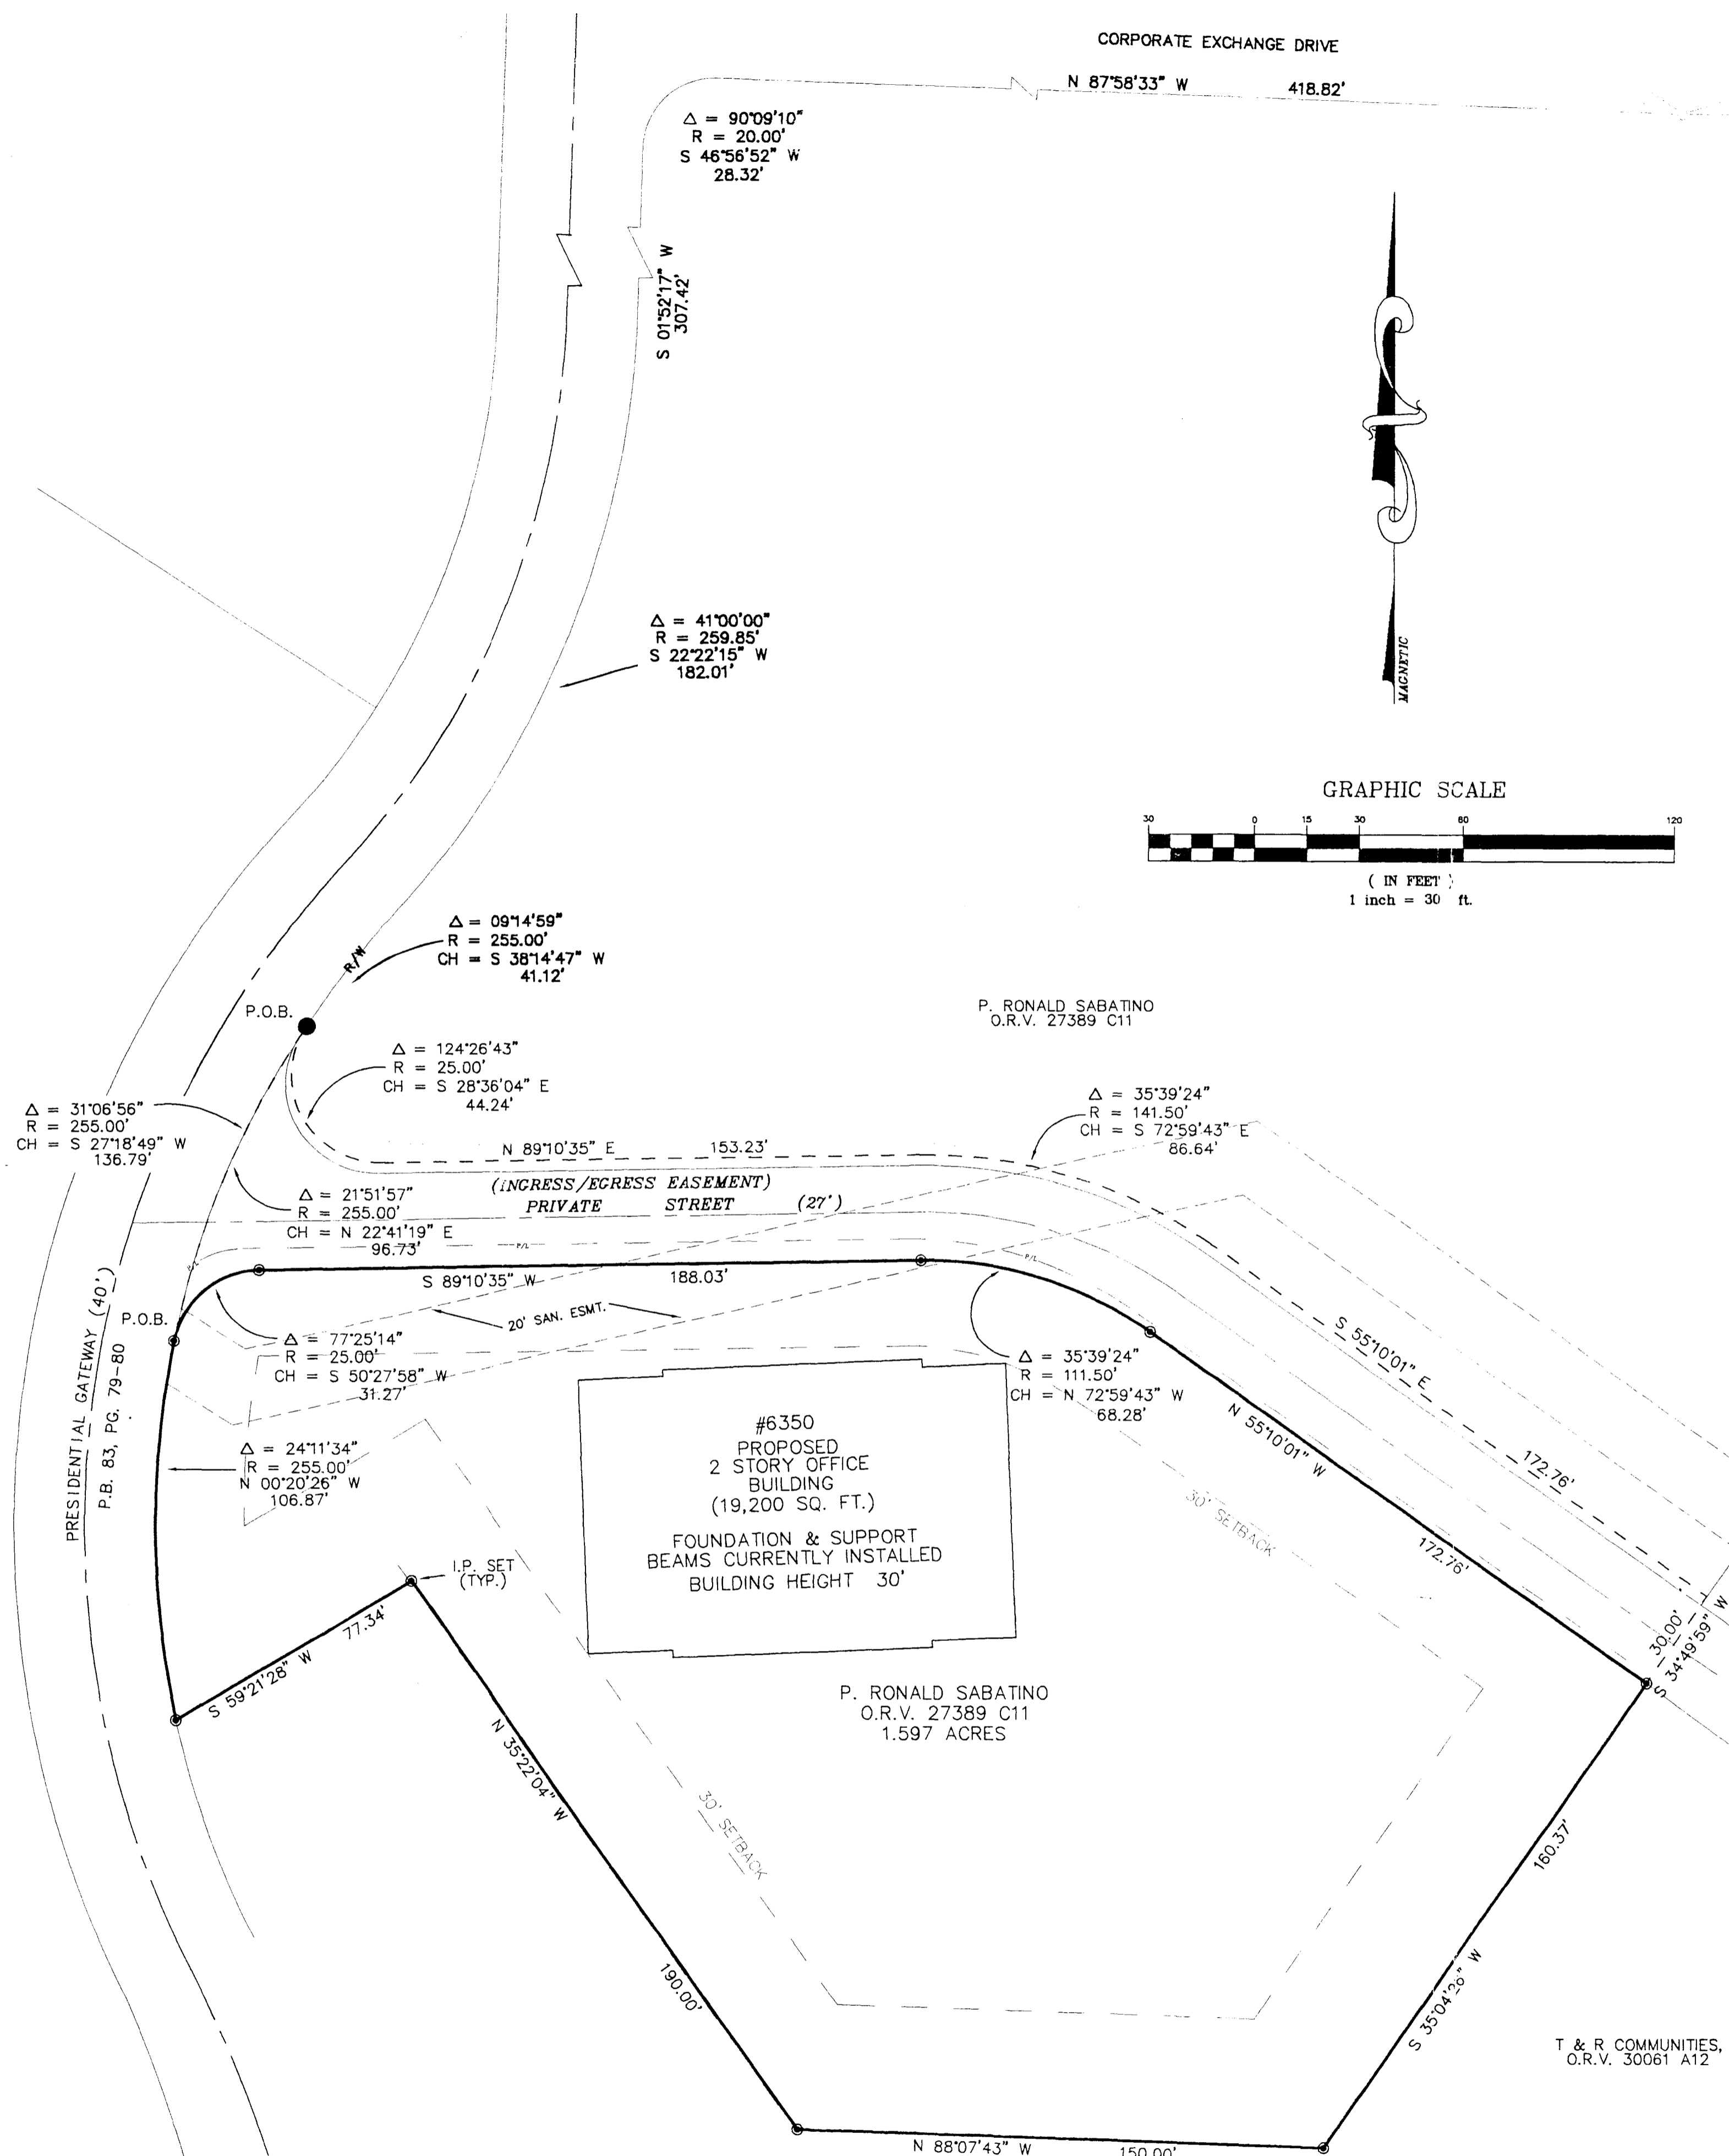 CORPORATE EXCHANGE DRIVE
N 87°58'33" W 418.82'
Δ = 90°09'10"
R = 20.00'
S 46°56'52" W
28.32'
S 01°52'17" W
307.42'
MAGNETIC
Δ = 41°00'00"
R = 259.85'
S 22°22'15" W
182.01'
GRAPHIC SCALE
30 0 15 30 60 120
( IN FEET )
1 inch = 30 ft.
Δ = 09°14'59"
R = 255.00'
CH = S 38°14'47" W
41.12'
R/W
P.O.B.
P. RONALD SABATINO
O.R.V. 27389 C11
Δ = 124°26'43"
R = 25.00'
CH = S 28°36'04" E
44.24'
Δ = 35°39'24"
R = 141.50'
CH = S 72°59'43" E
86.64'
Δ = 31°06'56"
R = 255.00'
CH = S 27°18'49" W
136.79'
N 89°10'35" E 153.23'
(INGRESS/EGRESS EASEMENT)
PRIVATE STREET (27')
Δ = 21°51'57"
R = 255.00'
CH = N 22°41'19" E
96.73'
P/L
P/L
P/L
S 89°10'35" W 188.03'
20' SAN. ESMT.
P.O.B.
PRESIDENTIAL GATEWAY (40')
P.B. 83, PG. 79-80
Δ = 77°25'14"
R = 25.00'
CH = S 50°27'58" W
31.27'
Δ = 35°39'24"
R = 111.50'
CH = N 72°59'43" W
68.28'
S 55°10'01" E
172.76'
N 55°10'01" W
172.76'
30' SETBACK
Δ = 24°11'34"
R = 255.00'
N 00°20'26" W
106.87'
#6350
PROPOSED
2 STORY OFFICE
BUILDING
(19,200 SQ. FT.)
FOUNDATION & SUPPORT
BEAMS CURRENTLY INSTALLED
BUILDING HEIGHT 30'
I.P. SET
(TYP.)
S 59°21'28" W 77.34'
30.00'
S 34°49'59" W
P. RONALD SABATINO
O.R.V. 27389 C11
1.597 ACRES
N 35°22'04" W
190.00'
30' SETBACK
160.37'
S 35°04'26" W
T & R COMMUNITIES,
O.R.V. 30061 A12
N 88°07'43" W 150.00'